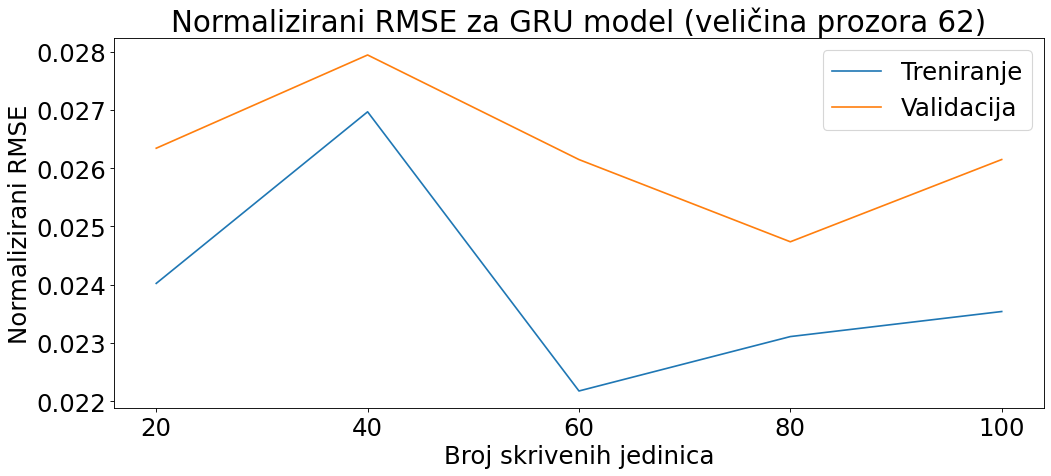 Normalizirani RMSE za GRU model (veličina prozora 62)
Treniranje
Validacija
Normalizirani RMSE
0.028
0.027
0.026
0.025
0.024
0.023
0.022
20 40 60 80 100
Broj skrivenih jedinica